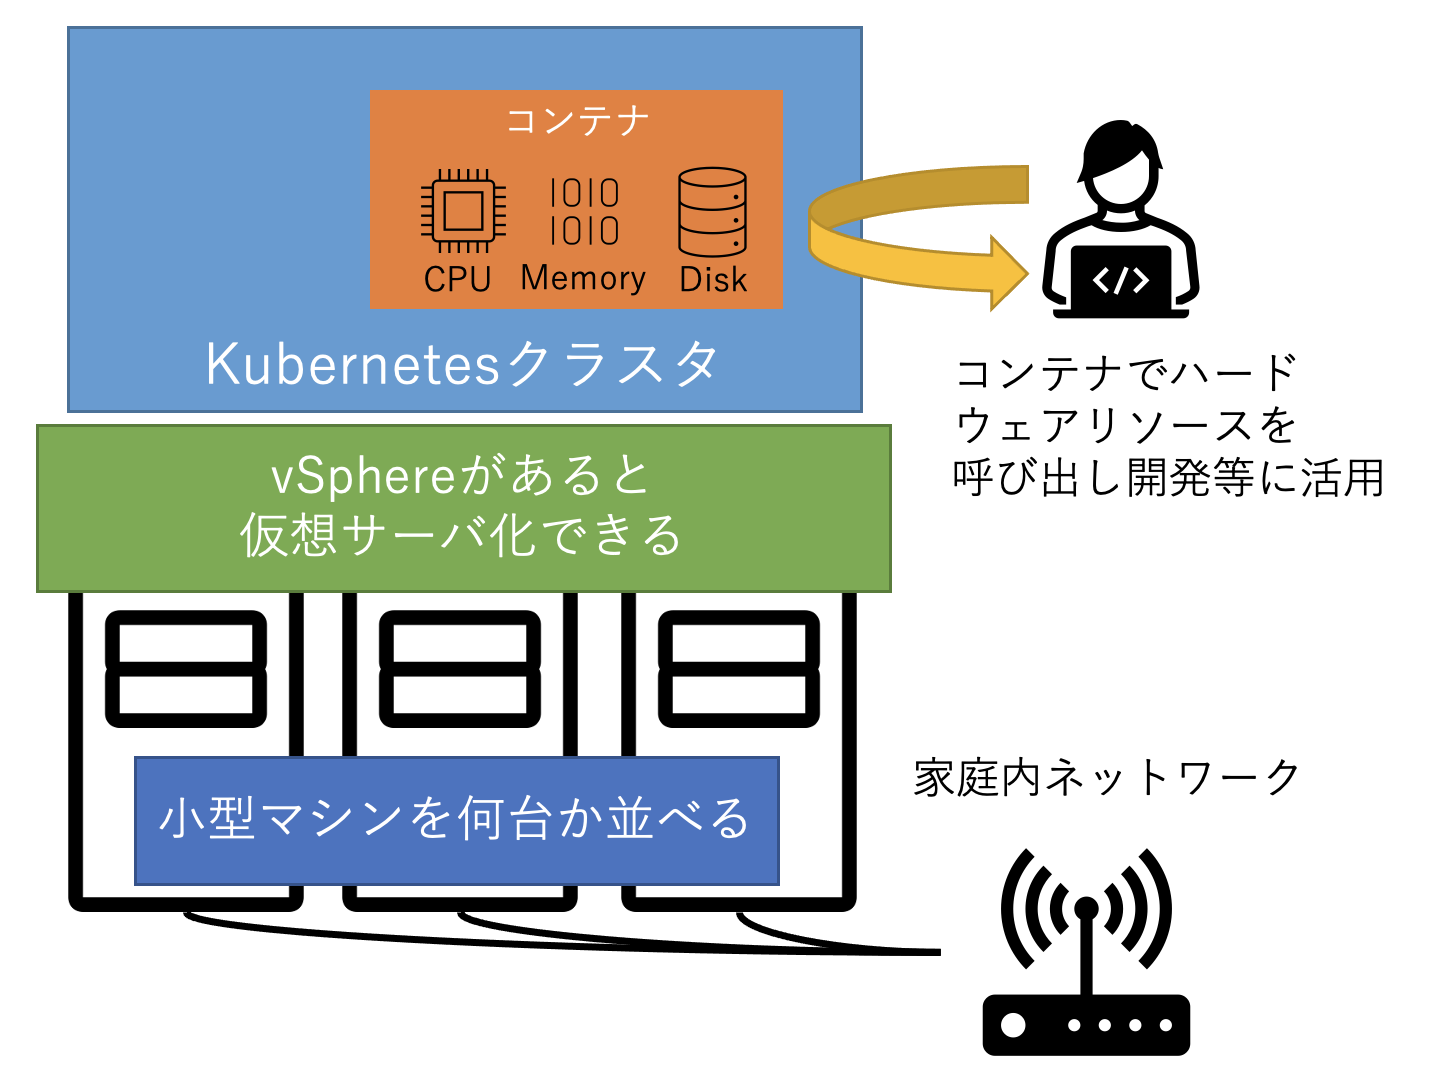 コンテナ
CPU
Memory
Disk
Kubernetesクラスタ
コンテナでハード
ウェアリソースを
呼び出し開発等に活用
vSphereがあると
仮想サーバ化できる
小型マシンを何台か並べる
家庭内ネットワーク